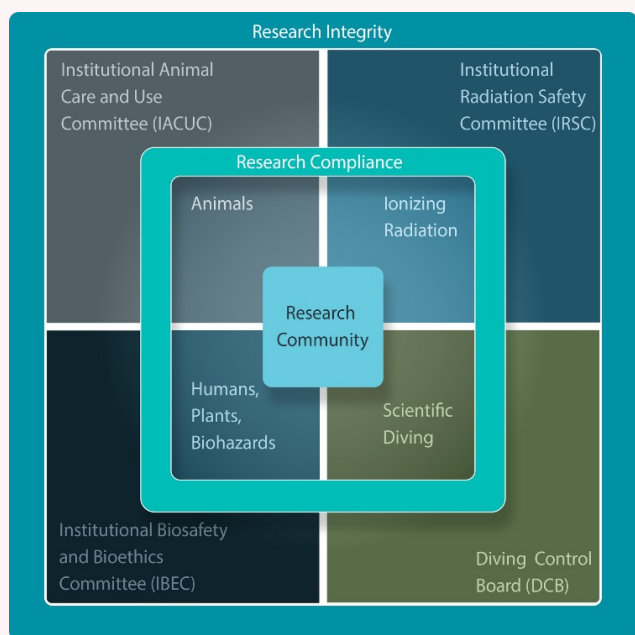 Research Integrity
Institutional Animal
Care and Use
Committee (IACUC)
Institutional
Radiation Safety
Committee (IRSC)
Research Compliance
Animals
Ionizing
Radiation
Research
Community
Humans,
Plants,
Biohazards
Scientific
Diving
Institutional Biosafety
and Bioethics
Committee (IBEC)
Diving Control
Board (DCB)